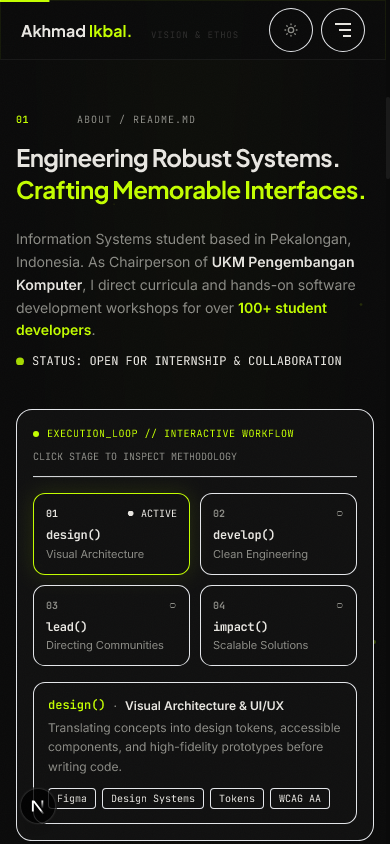 Akhmad Ikbal.
VISION & ETHOS
01 ABOUT / README.MD
Engineering Robust Systems.
Crafting Memorable Interfaces.
Information Systems student based in Pekalongan,
Indonesia. As Chairperson of UKM Pengembangan
Komputer, I direct curricula and hands-on software
development workshops for over 100+ student
developers.
STATUS: OPEN FOR INTERNSHIP & COLLABORATION
EXECUTION_LOOP // INTERACTIVE WORKFLOW
CLICK STAGE TO INSPECT METHODOLOGY
01 ACTIVE
design()
Visual Architecture
02
develop()
Clean Engineering
03
lead()
Directing Communities
04
impact()
Scalable Solutions
design() · Visual Architecture & UI/UX
Translating concepts into design tokens, accessible
components, and high-fidelity prototypes before
writing code.
N
Figma
Design Systems
Tokens
WCAG AA